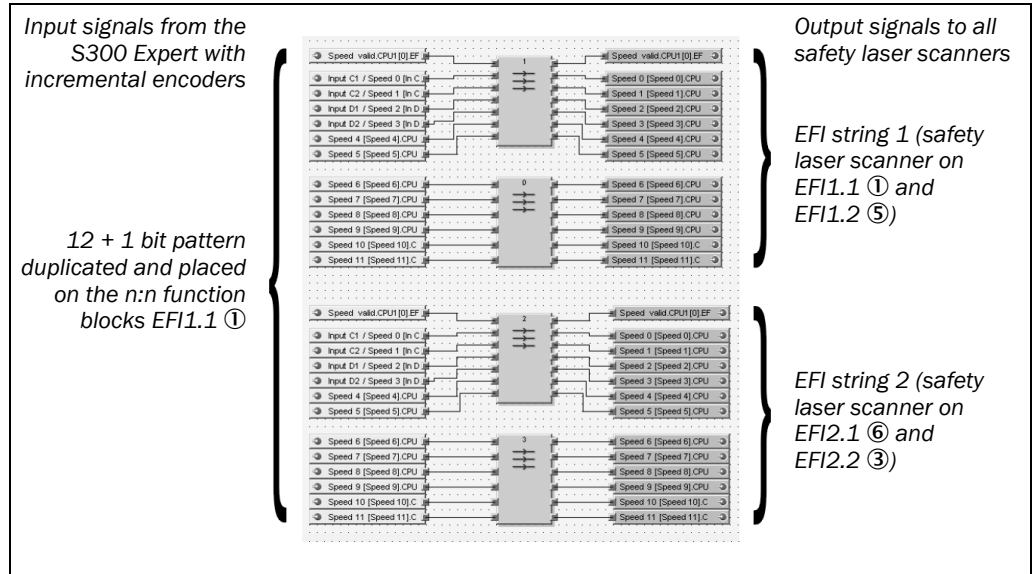 Input signals from the
S300 Expert with
incremental encoders
12 + 1 bit pattern
duplicated and placed
on the n:n function
blocks EFI1.1 ①
Speed valid.CPU1[0].EF
Input C1 / Speed 0 [In C
Input C2 / Speed 1 [In C
Input D1 / Speed 2 [In D
Input D2 / Speed 3 [In D
Speed 4 [Speed 4].CPU
Speed 5 [Speed 5].CPU
1
Speed valid.CPU1[0].EF
Speed 0 [Speed 0].CPU
Speed 1 [Speed 1].CPU
Speed 2 [Speed 2].CPU
Speed 3 [Speed 3].CPU
Speed 4 [Speed 4].CPU
Speed 5 [Speed 5].CPU
Speed 6 [Speed 6].CPU
Speed 7 [Speed 7].CPU
Speed 8 [Speed 8].CPU
Speed 9 [Speed 9].CPU
Speed 10 [Speed 10].C
Speed 11 [Speed 11].C
0
Speed 6 [Speed 6].CPU
Speed 7 [Speed 7].CPU
Speed 8 [Speed 8].CPU
Speed 9 [Speed 9].CPU
Speed 10 [Speed 10].C
Speed 11 [Speed 11].C
Speed valid.CPU1[0].EF
Input C1 / Speed 0 [In C
Input C2 / Speed 1 [In C
Input D1 / Speed 2 [In D
Input D2 / Speed 3 [In D
Speed 4 [Speed 4].CPU
Speed 5 [Speed 5].CPU
2
Speed valid.CPU1[0].EF
Speed 0 [Speed 0].CPU
Speed 1 [Speed 1].CPU
Speed 2 [Speed 2].CPU
Speed 3 [Speed 3].CPU
Speed 4 [Speed 4].CPU
Speed 5 [Speed 5].CPU
Speed 6 [Speed 6].CPU
Speed 7 [Speed 7].CPU
Speed 8 [Speed 8].CPU
Speed 9 [Speed 9].CPU
Speed 10 [Speed 10].C
Speed 11 [Speed 11].C
3
Speed 6 [Speed 6].CPU
Speed 7 [Speed 7].CPU
Speed 8 [Speed 8].CPU
Speed 9 [Speed 9].CPU
Speed 10 [Speed 10].C
Speed 11 [Speed 11].C
Output signals to all
safety laser scanners
EFI string 1 (safety
laser scanner on
EFI1.1 ① and
EFI1.2 ⑤)
EFI string 2 (safety
laser scanner on
EFI2.1 ⑥ and
EFI2.2 ③)